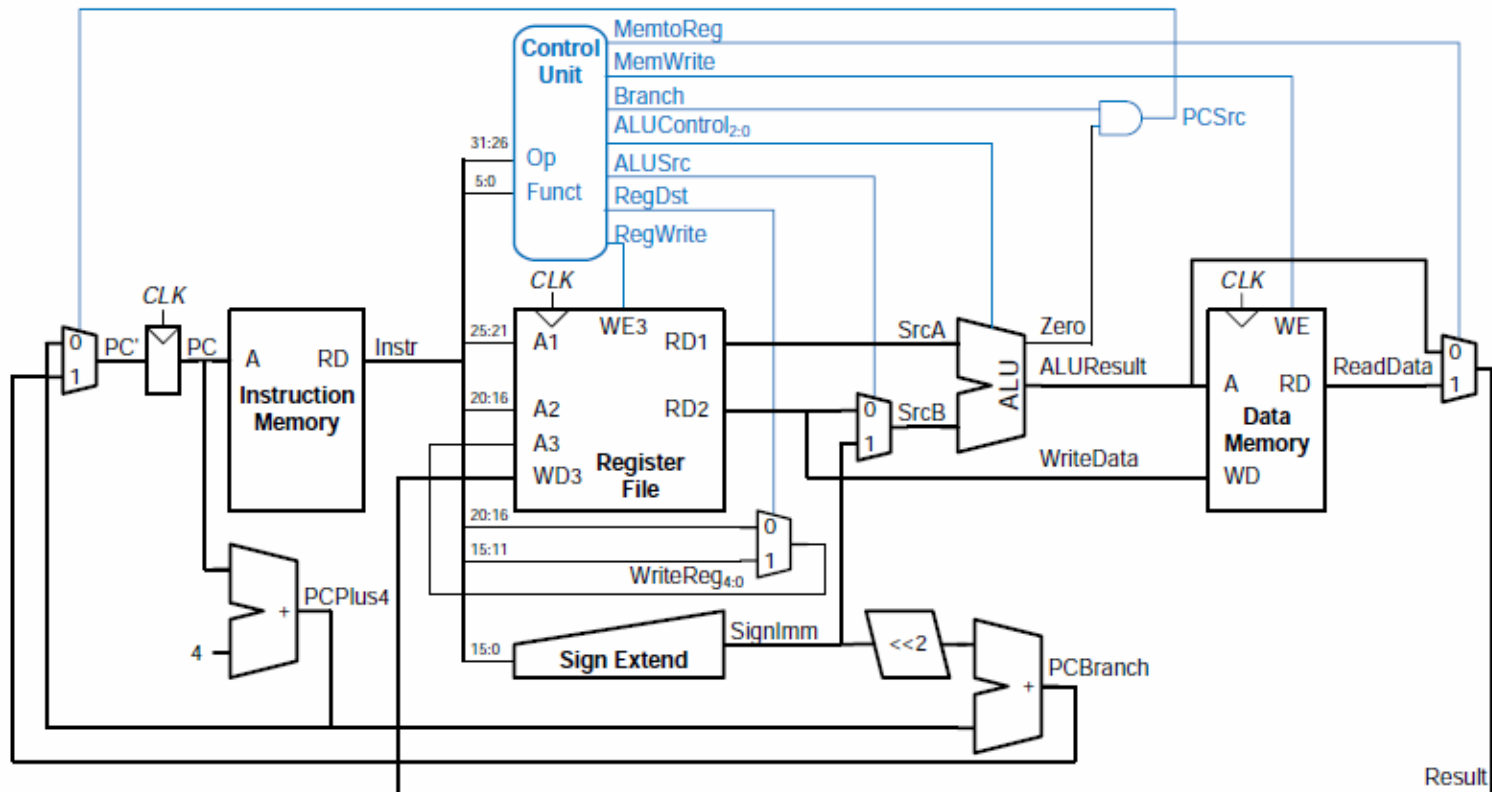 MemtoReg
Control
Unit
MemWrite
Branch
PCSrc
ALUControl2:0
31:26
Op
ALUSrc
5:0
Funct
RegDst
RegWrite
CLK
CLK
CLK
0
1
PC'
PC
A
RD
Instruction
Memory
Instr
25:21
A1
WE3
RD1
SrcA
Zero
ALU
ALUResult
WE
A
RD
ReadData
0
1
20:16
A2
RD2
0
1
SrcB
Data
Memory
A3
WD3
Register
File
WriteData
WD
20:16
0
15:11
1
WriteReg4:0
PCPlus4
+
4
15:0
Sign Extend
SignImm
<<2
+
PCBranch
Result